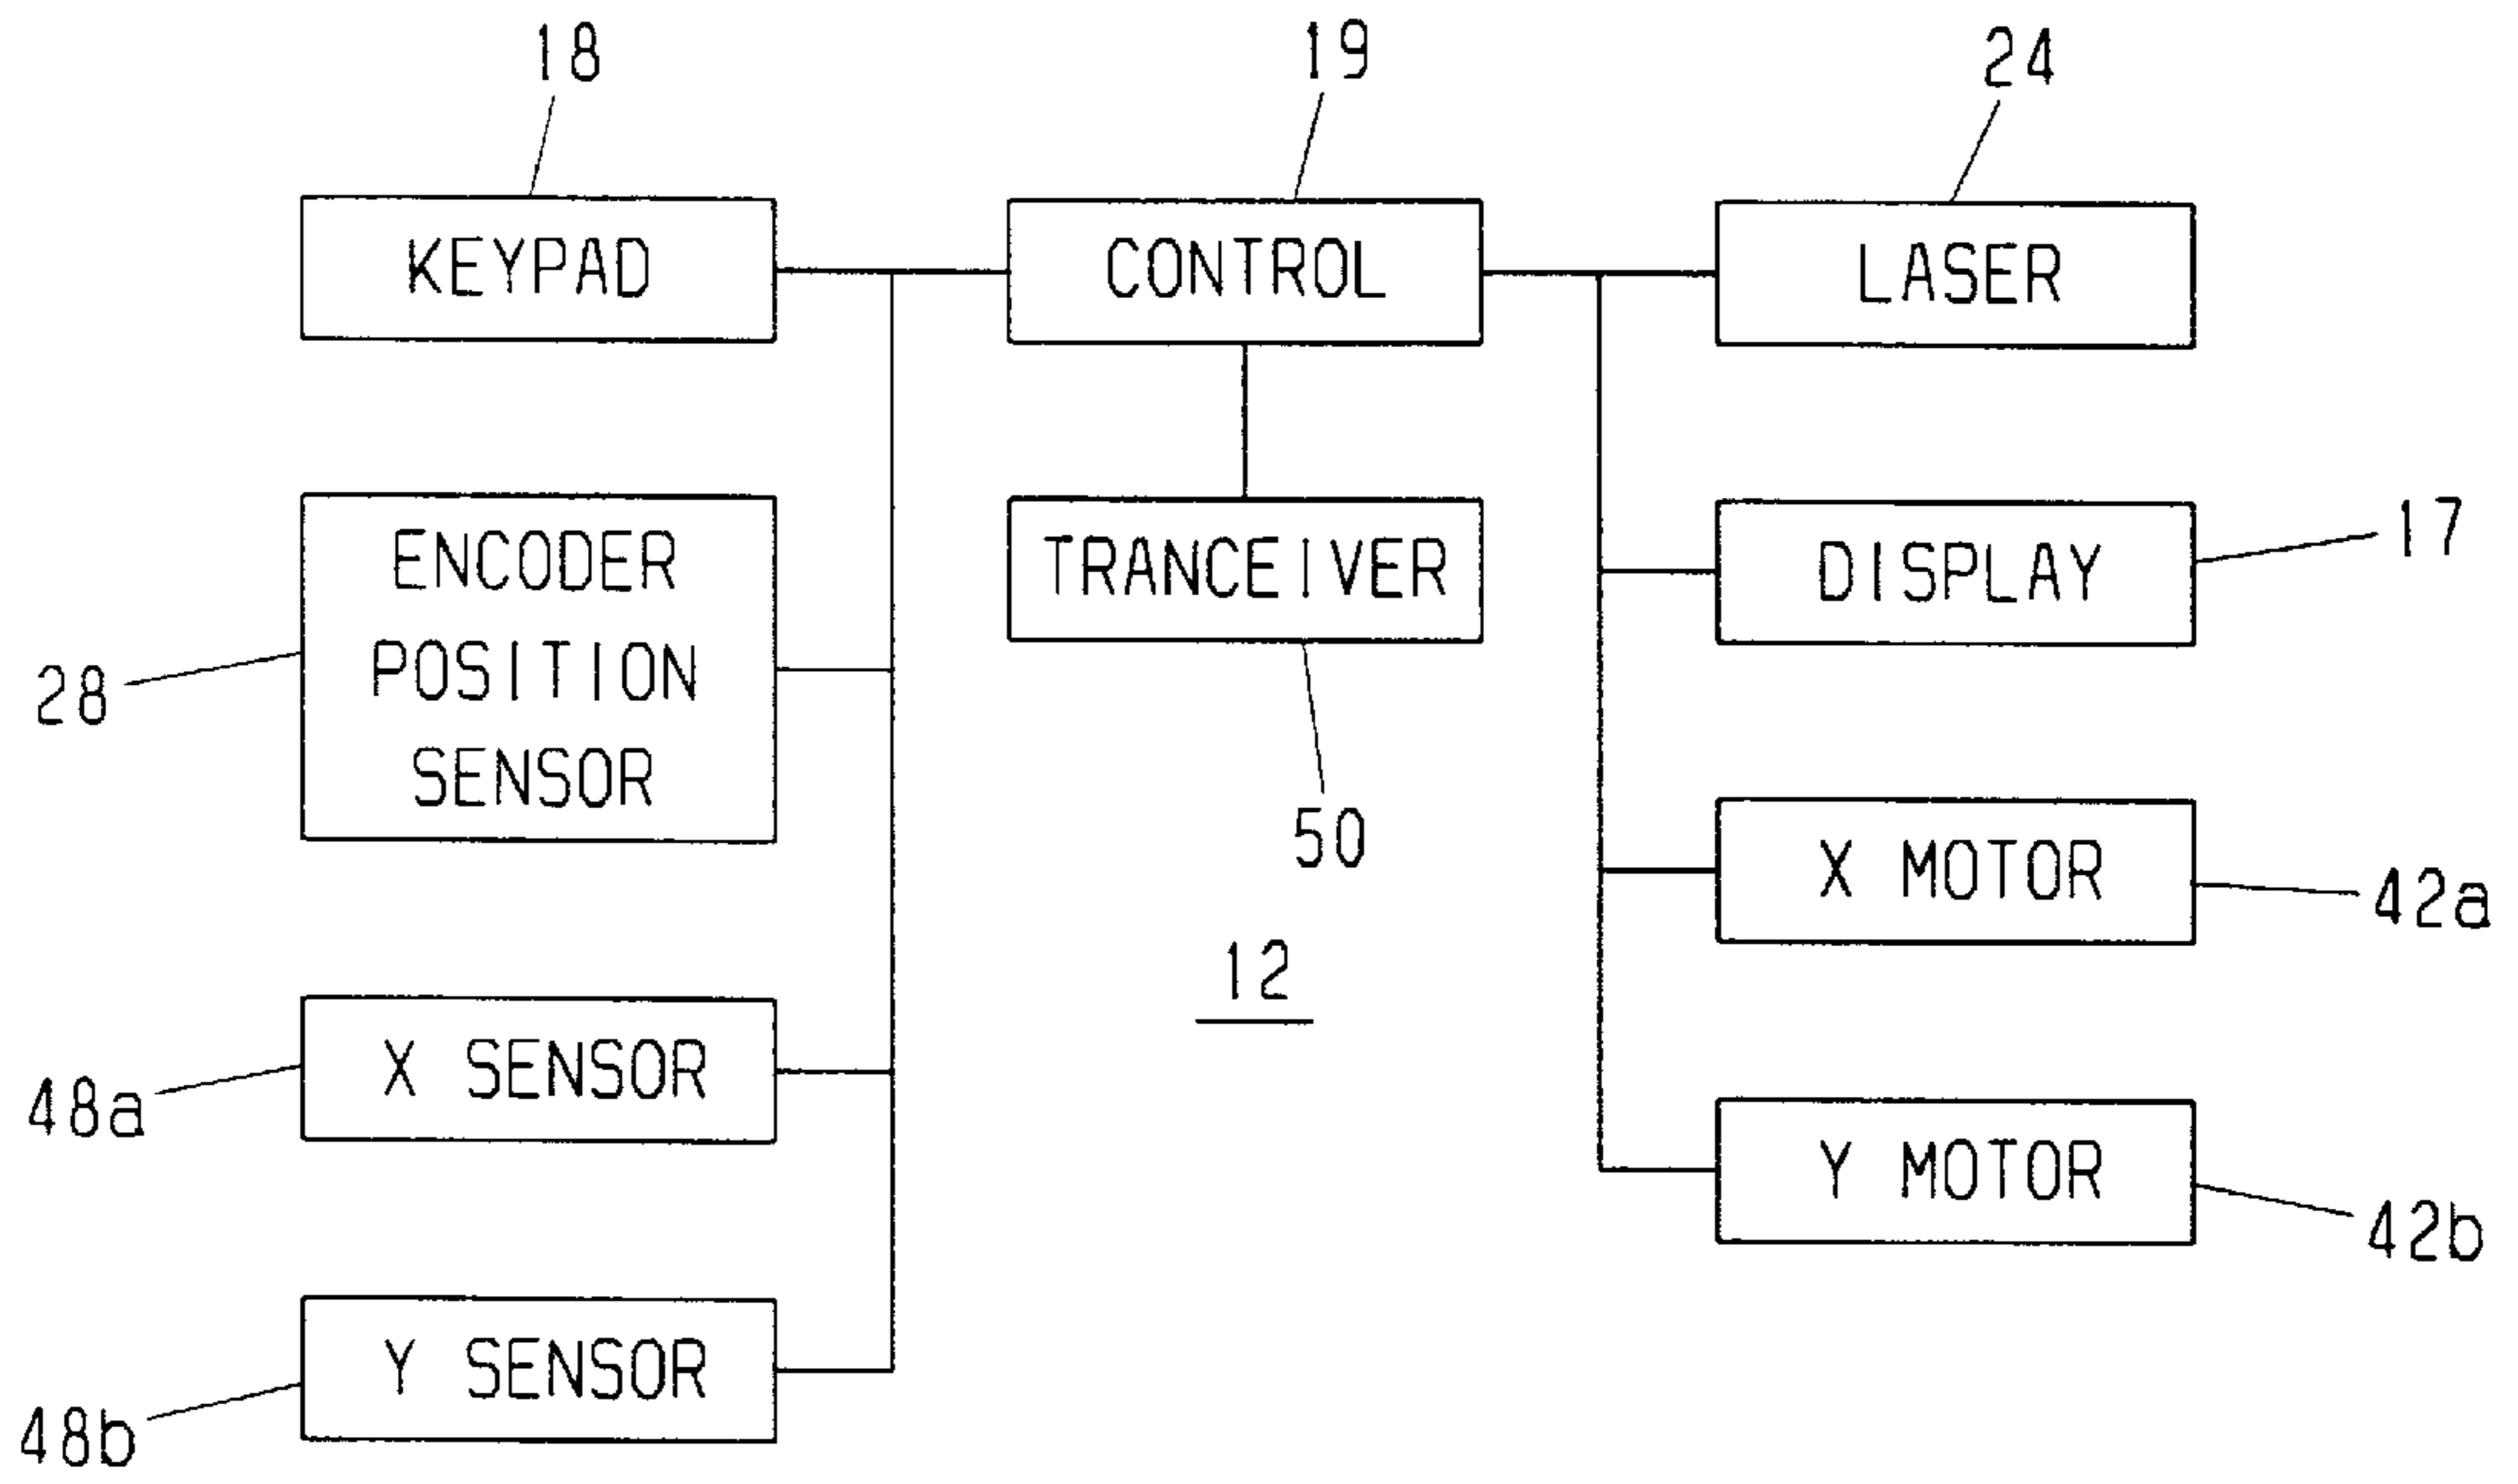 18
19
24
KEYPAD
CONTROL
LASER
ENCODER
POSITION
SENSOR
28
TRANCEIVER
50
DISPLAY
17
X MOTOR
42a
12
X SENSOR
48a
Y MOTOR
42b
Y SENSOR
48b